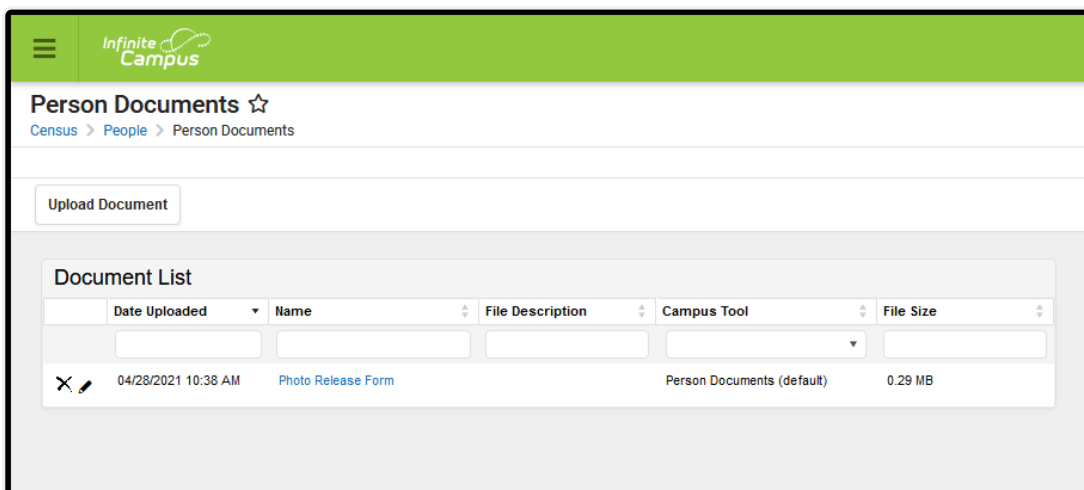 Infinite
Campus
Person Documents
Census > People > Person Documents
Upload Document
Document List
Date Uploaded Name File Description Campus Tool File Size
04/28/2021 10:38 AM Photo Release Form Person Documents (default) 0.29 MB